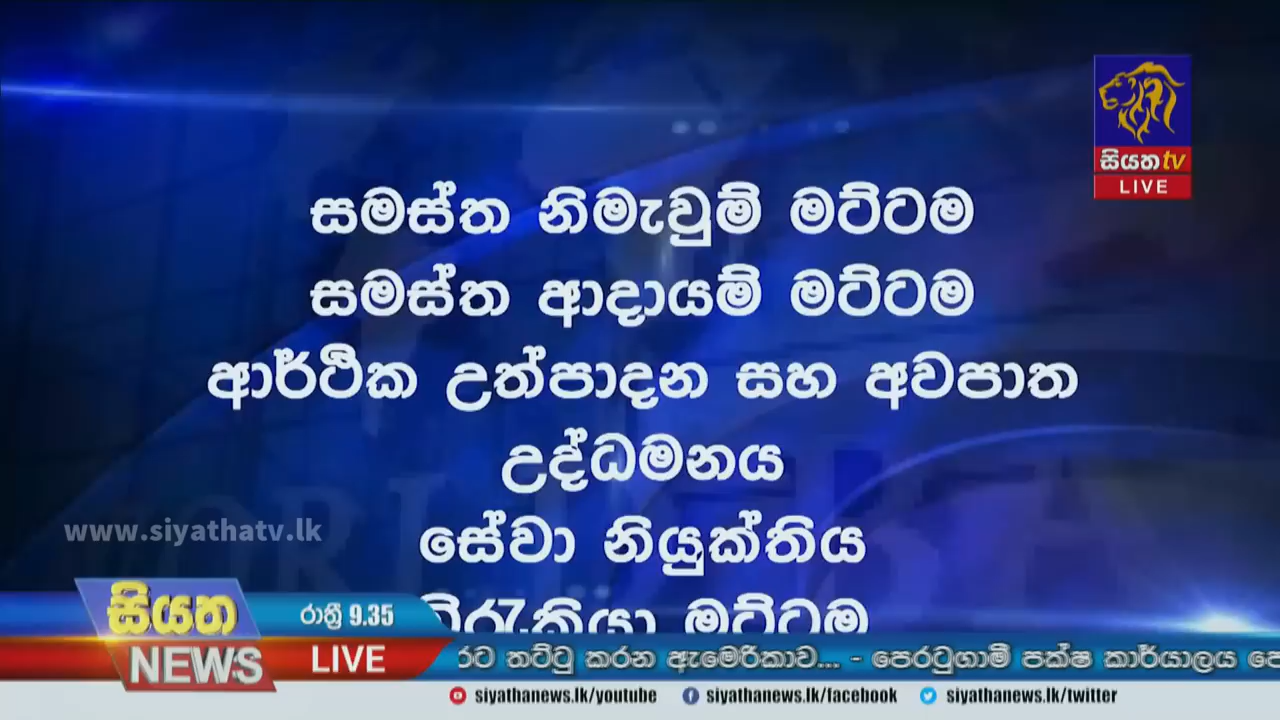 සියත tv
LIVE
සමස්ත නිමැවුම් මට්ටම
සමස්ත ආදායම් මට්ටම
ආර්ථික උත්පාදන සහ අවපාත
උද්ධමනය
සේවා නියුක්තිය
මට්ටම
www.siyathatv.lk
සියත
NEWS
රාත්‍රී 9.35
LIVE
තට්ටු කරන ඇමෙරිකාව... - පෙරටුගාමී පක්ෂ කාර්යාලය
siyathanews.lk/youtube siyathanews.lk/facebook siyathanews.lk/twitter